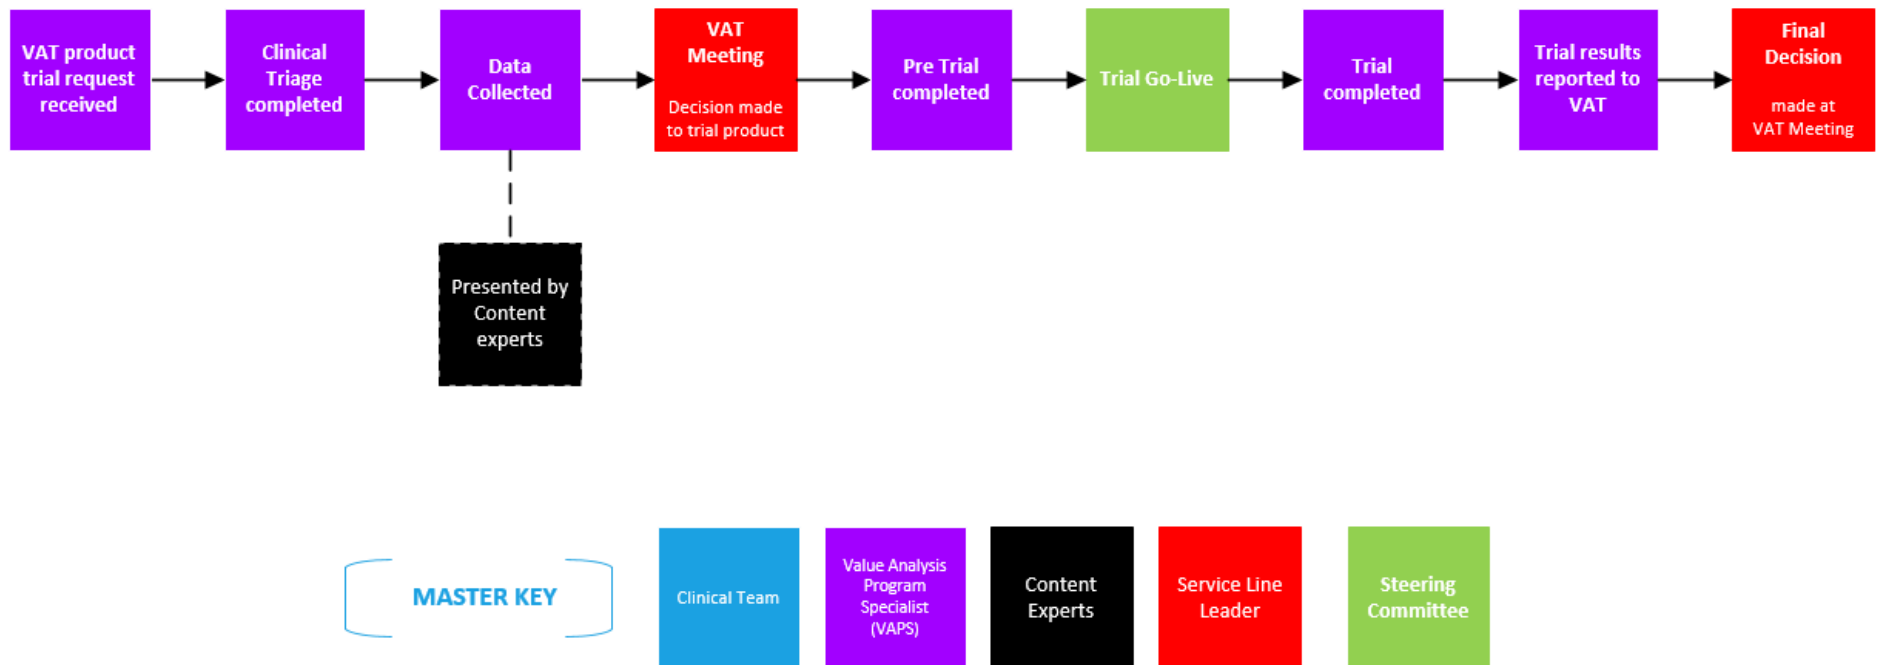 VAT product
trial request
received
Clinical
Triage
completed
Data
Collected
VAT
Meeting
Decision made
to trial product
Pre Trial
completed
Trial Go-Live
Trial
completed
Trial results
reported to
VAT
Final
Decision
made at
VAT Meeting
Presented by
Content
experts
MASTER KEY
Clinical Team
Value Analysis
Program
Specialist
(VAPS)
Content
Experts
Service Line
Leader
Steering
Committee